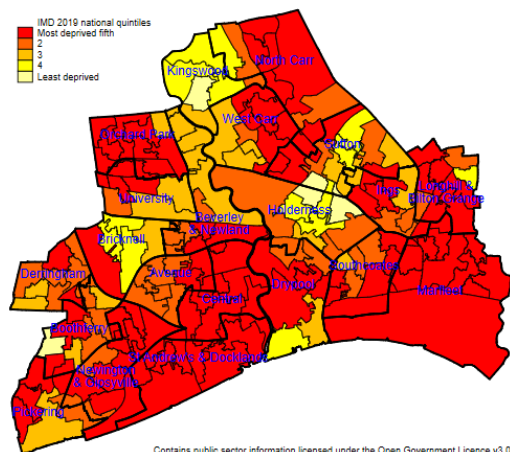 IMD 2019 national quintiles
Most deprived fifth
2
3
4
Least deprived
North Carr
Kingswood
West Carr
Orchard Park
Sutton
Ings
Longhill &
Bilton Grange
University
Holderness
Beverley
& Newland
Bricknell
Derringham
Avenue
Southcoates
Central
Drypool
Marfleet
Boothferry
St Andrew's & Docklands
Newington
& Gipsyville
Pickering
Contains public sector information licensed under the Open Government Licence v3.0